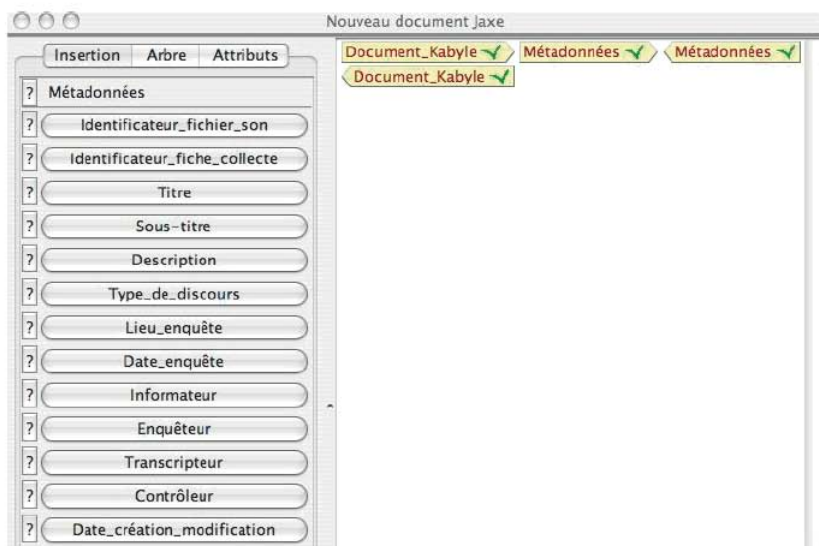 Nouveau document Jaxe
Insertion Arbre Attributs
? Métadonnées
? Identificateur_fichier_son
? Identificateur_fiche_collecte
? Titre
? Sous-titre
? Description
? Type_de_discours
? Lieu_enquête
? Date_enquête
? Informateur
? Enquêteur
? Transcripteur
? Contrôleur
? Date_création_modification
Document_Kabyle Métadonnées Métadonnées
Document_Kabyle